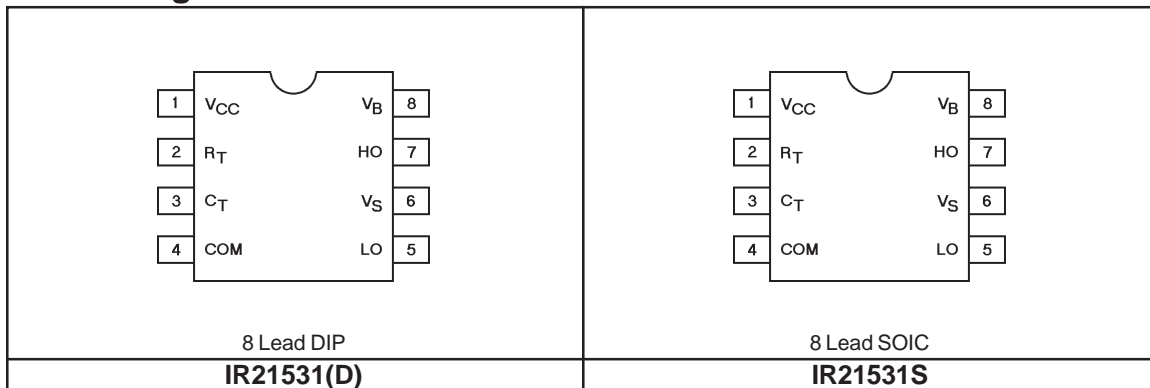 1 VCC VB 8
2 RT HO 7
3 CT VS 6
4 COM LO 5
8 Lead DIP
IR21531(D)
1 VCC VB 8
2 RT HO 7
3 CT VS 6
4 COM LO 5
8 Lead SOIC
IR21531S